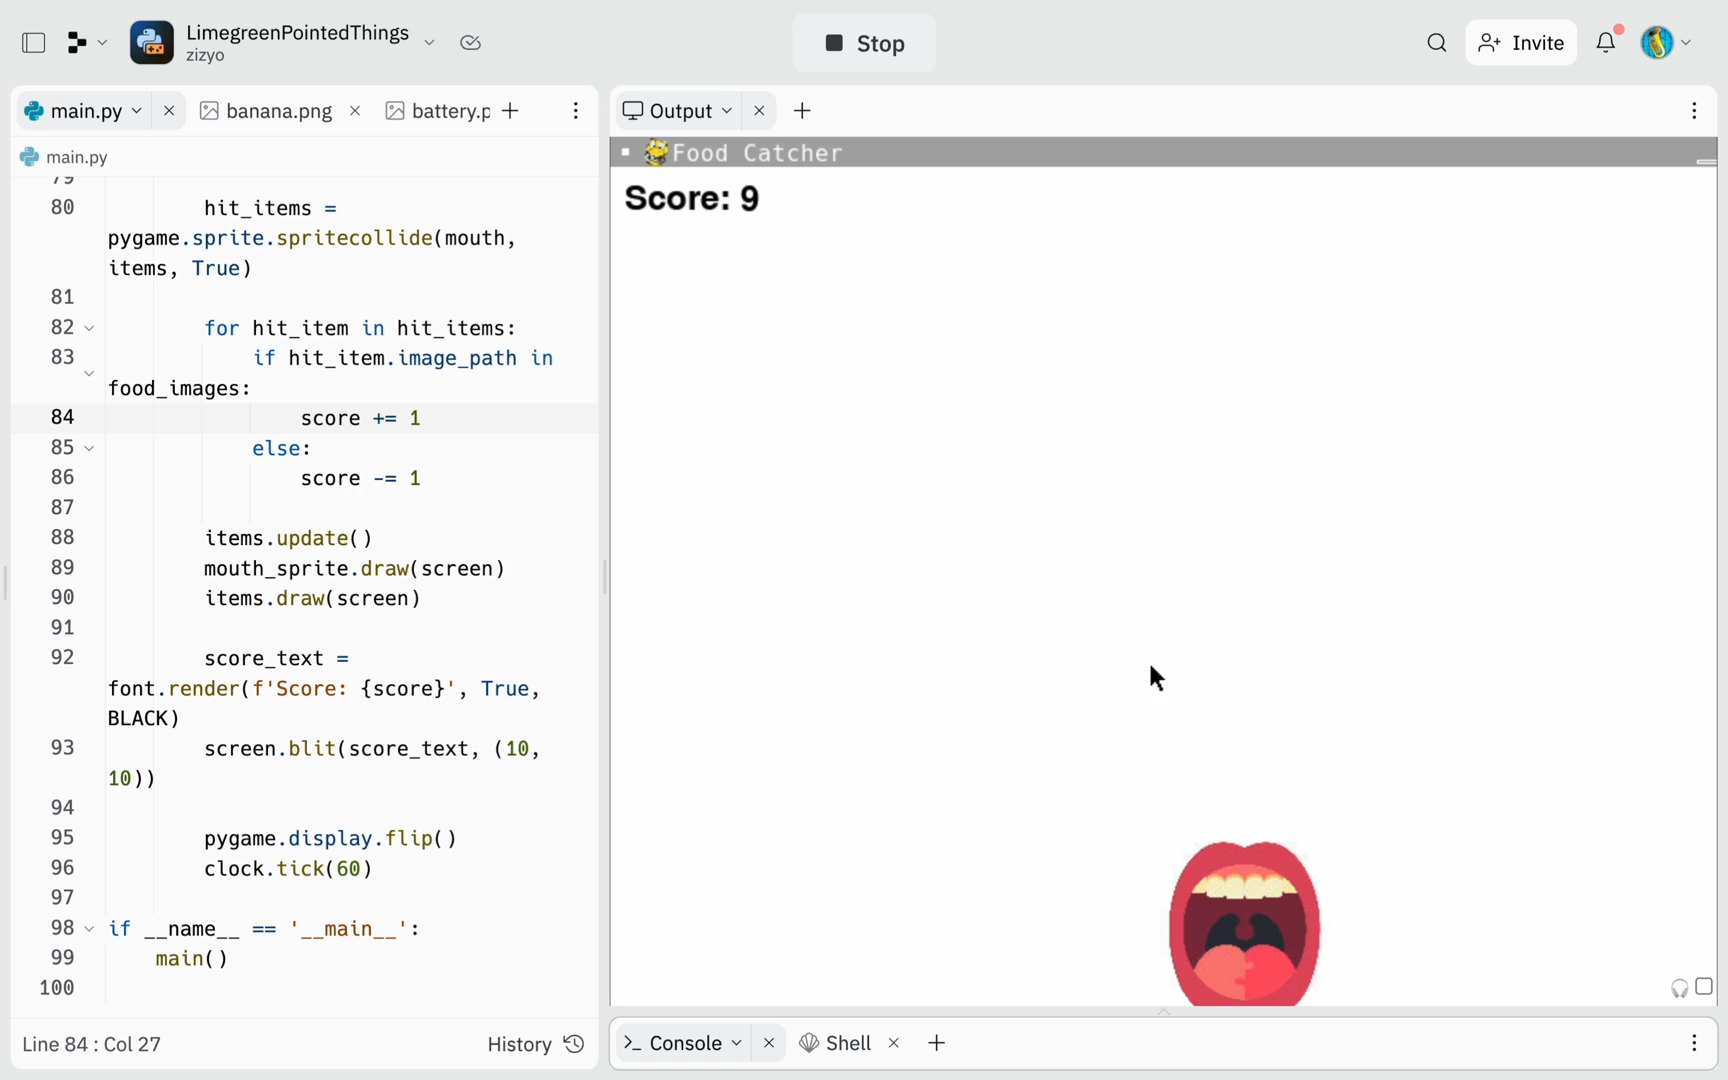 LimegreenPointedThings
zizyo
Stop
Invite
main.py
banana.png
battery.p
Output
main.py
Food Catcher
Score: 9
79
80 hit_items =
pygame.sprite.spritecollide(mouth,
items, True)
81
82 for hit_item in hit_items:
83 if hit_item.image_path in
food_images:
84 score += 1
85 else:
86 score -= 1
87
88 items.update()
89 mouth_sprite.draw(screen)
90 items.draw(screen)
91
92 score_text =
font.render(f'Score: {score}', True,
BLACK)
93 screen.blit(score_text, (10,
10))
94
95 pygame.display.flip()
96 clock.tick(60)
97
98 if __name__ == '__main__':
99 main()
100
Line 84 : Col 27
History
Console
Shell